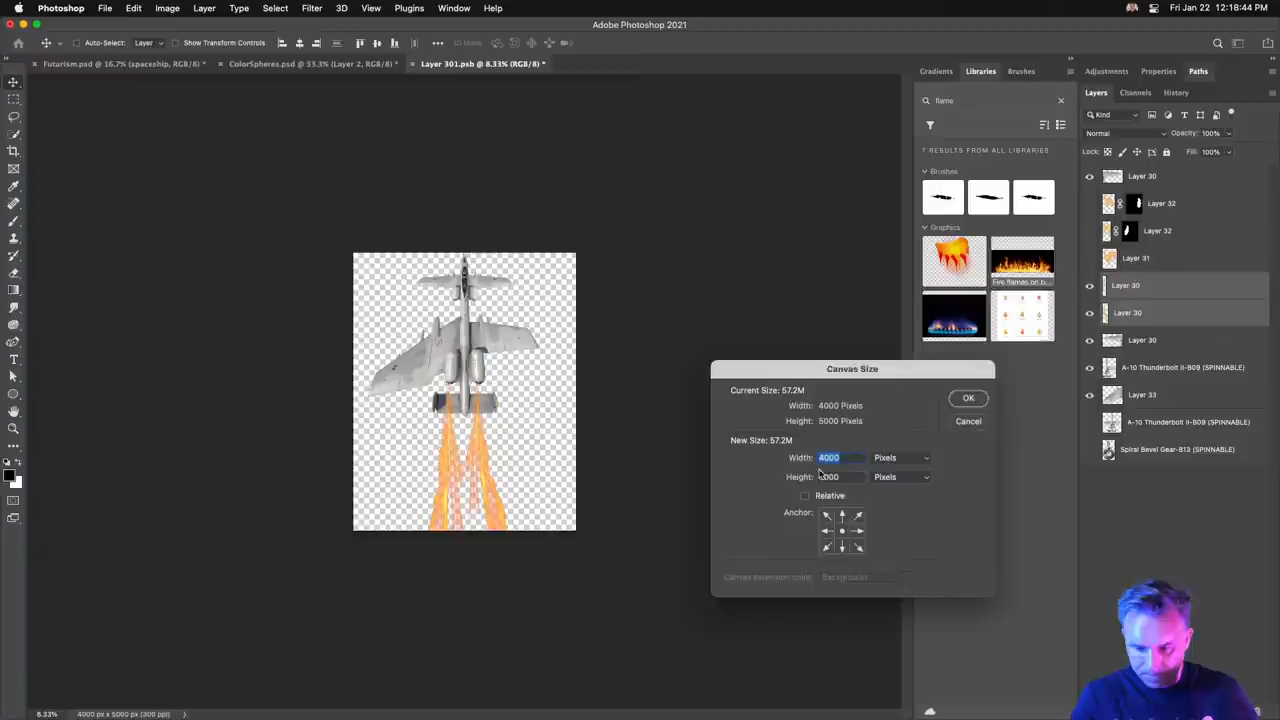 Photoshop File Edit Image Layer Type Select Filter 3D View Plugins Window Help
Fri Jan 22 12:18:44 PM
Adobe Photoshop 2021
Auto-Select: Layer Show Transform Controls
3D Mode:
Futurism.psd @ 16.7% (spaceship, RGB/8) *
ColorSpheres.psd @ 33.3% (Layer 2, RGB/8) *
Layer 301.psb @ 8.33% (RGB/8) *
Gradients Libraries Brushes
flame
7 RESULTS FROM ALL LIBRARIES
Brushes
Graphics
Fire flames on b...
Adjustments Properties Paths
Layers Channels History
Kind
Normal Opacity: 100%
Lock: Fill: 100%
Layer 30
Layer 32
Layer 32
Layer 31
Layer 30
Layer 30
Layer 30
A-10 Thunderbolt II-B09 (SPINNABLE)
Layer 33
A-10 Thunderbolt II-B09 (SPINNABLE)
Spiral Bevel Gear-B13 (SPINNABLE)
Canvas Size
Current Size: 57.2M
Width: 4000 Pixels
Height: 5000 Pixels
OK
Cancel
New Size: 57.2M
Width: 4000 Pixels
Height: Pixels
Relative
Anchor:
Canvas extension color: Background
8.33% 4000 px x 5000 px (300 ppi)